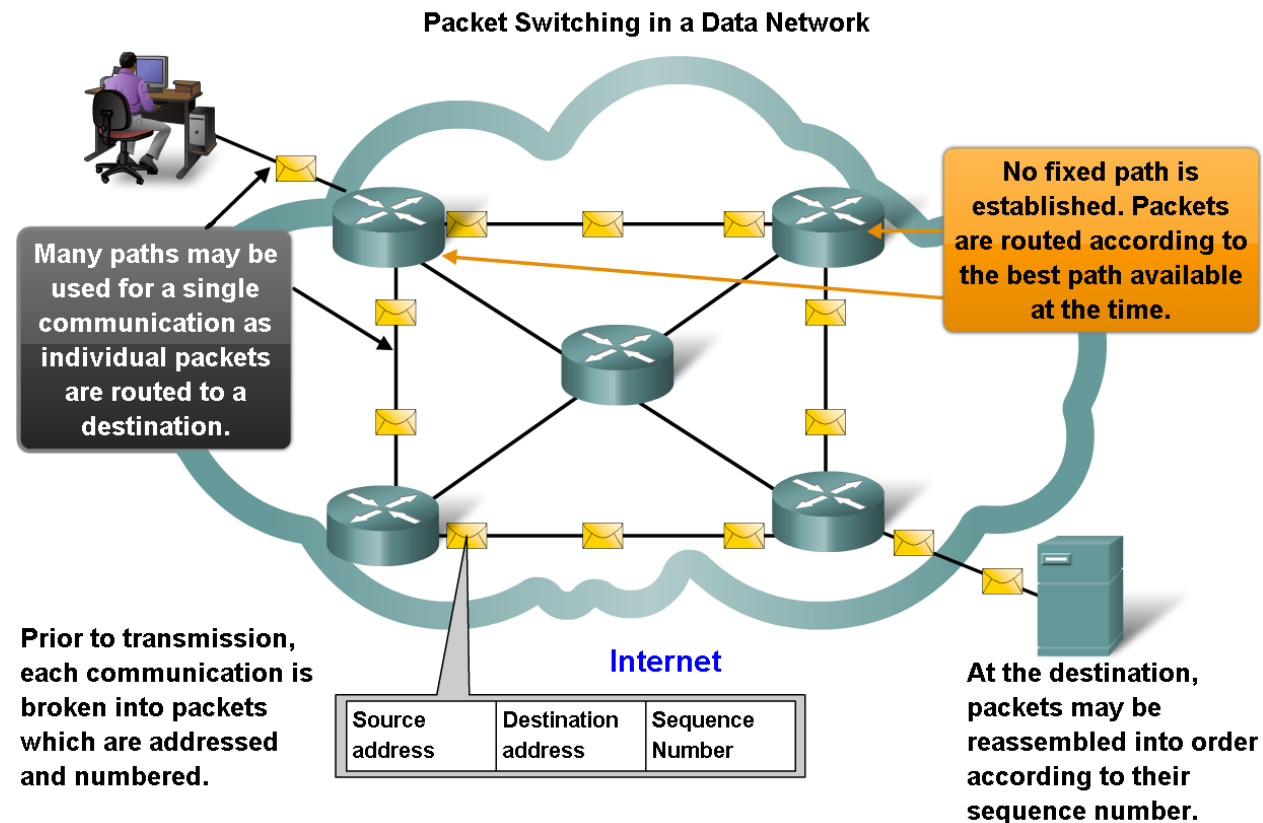 Packet Switching in a Data Network
Many paths may be
used for a single
communication as
individual packets
are routed to a
destination.
No fixed path is
established. Packets
are routed according to
the best path available
at the time.
Prior to transmission,
each communication is
broken into packets
which are addressed
and numbered.
Internet
Source
address
Destination
address
Sequence
Number
At the destination,
packets may be
reassembled into order
according to their
sequence number.